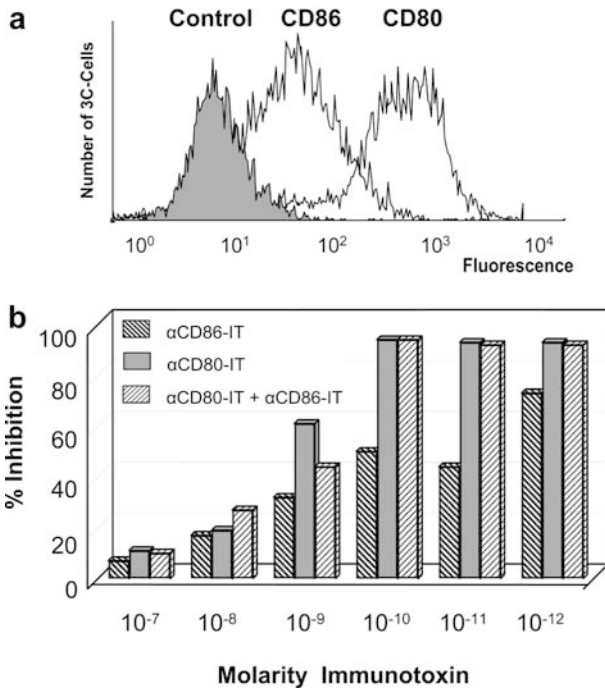 a
Control CD86 CD80
Number of 3C-Cells
10⁰ 10¹ 10² 10³ 10⁴
Fluorescence
b
αCD86-IT
αCD80-IT
αCD80-IT + αCD86-IT
% Inhibition
100
80
60
40
20
0
10⁻⁷ 10⁻⁸ 10⁻⁹ 10⁻¹⁰ 10⁻¹¹ 10⁻¹²
Molarity Immunotoxin